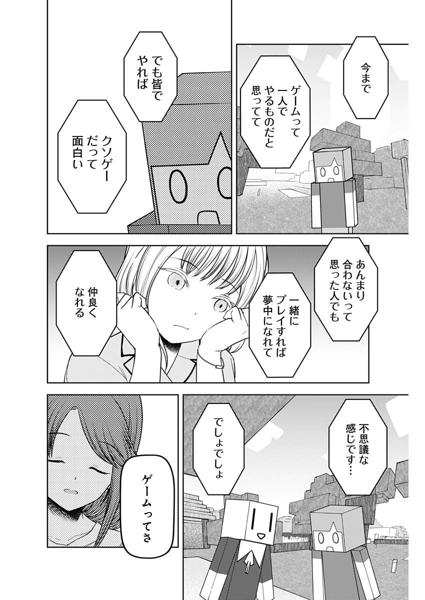 今まで
ゲームって
一人で
やるものだと
思ってて
でも皆で
やれば
クソゲー
だって
面白い
あんまり
合わないって
思った人でも
一緒に
プレイすれば
夢中になれて
仲良く
なれる
不思議な
感じです…
でしょでしょ
ゲームってさ